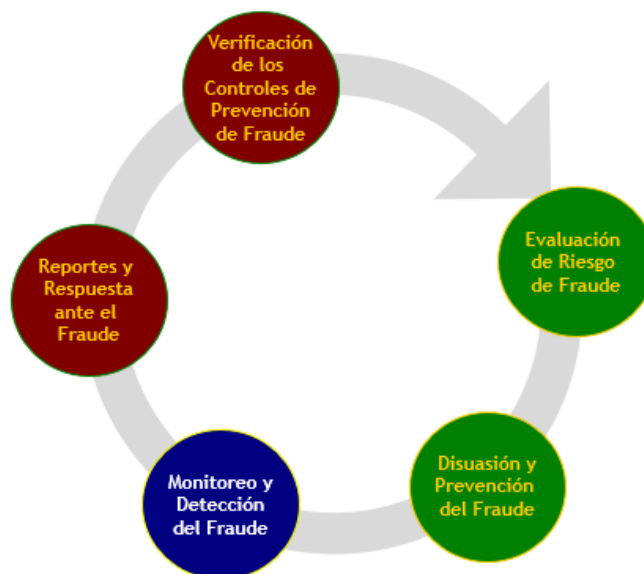 Verificación
de los
Controles de
Prevención
de Fraude
Evaluación
de Riesgo
de Fraude
Disuasión y
Prevención
del Fraude
Monitoreo y
Detección
del Fraude
Reportes y
Respuesta
ante el
Fraude